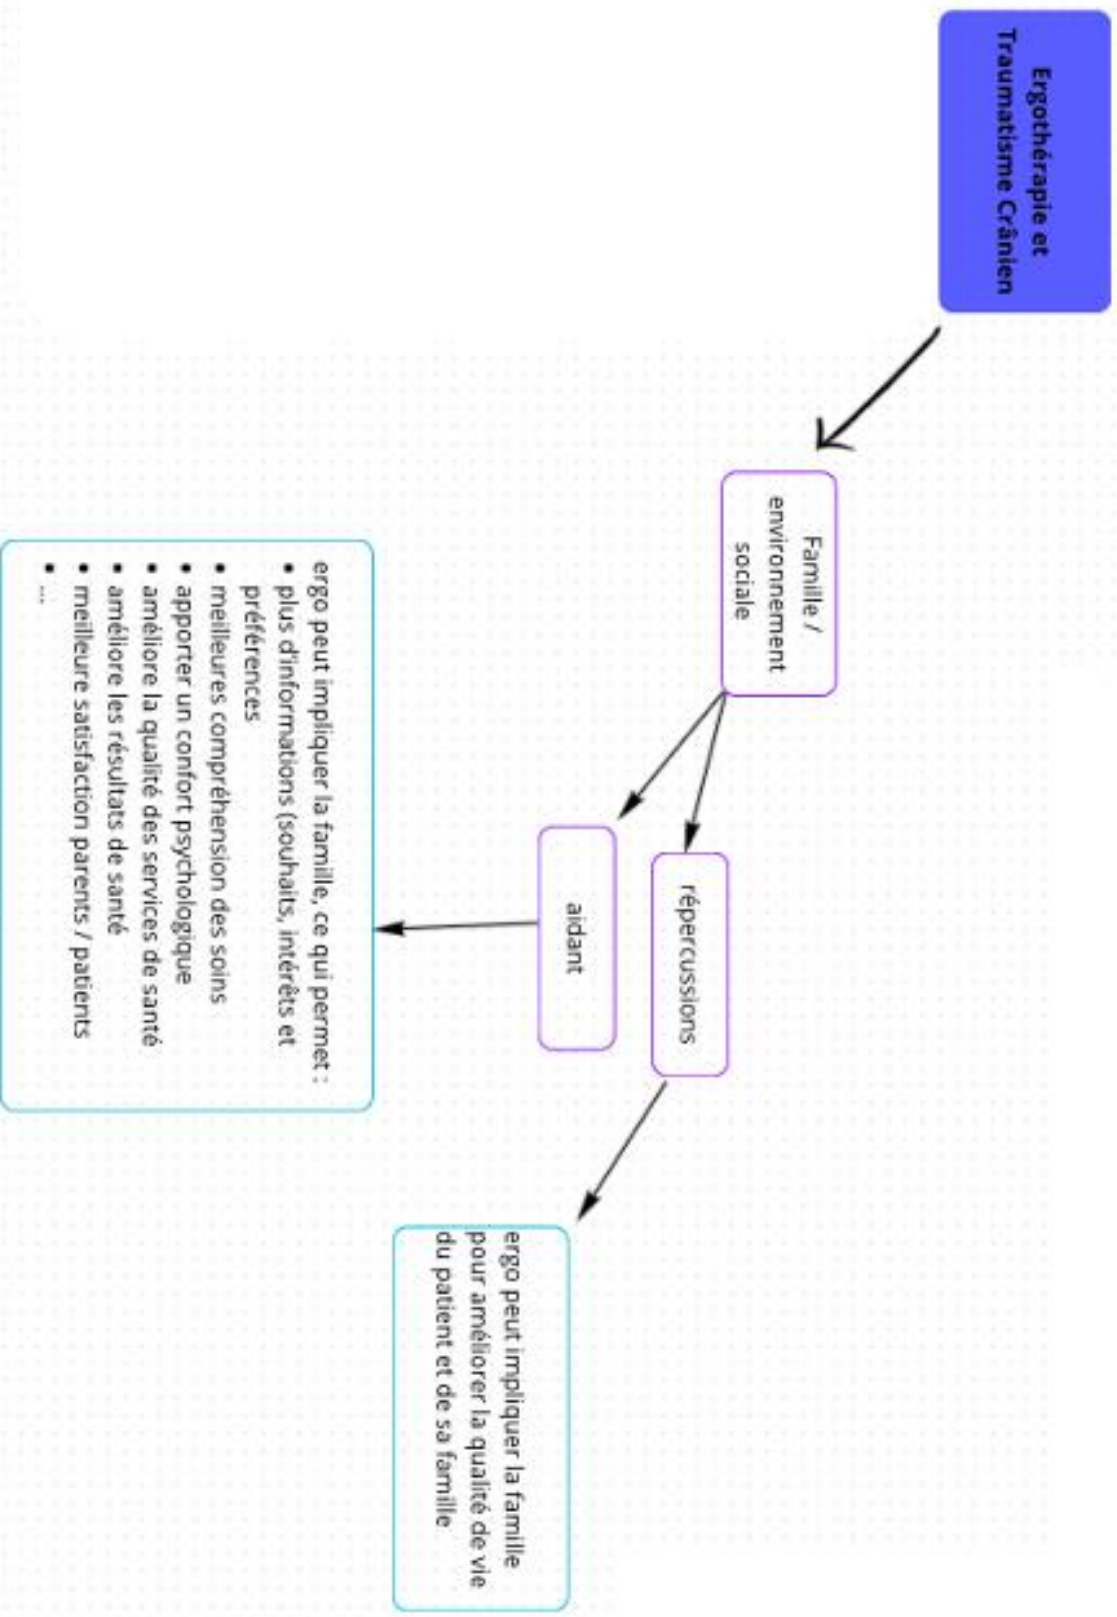 Ergothérapie et
Traumatisme Crânien
Famille /
environnement
sociale
répercussions
aidant
ergo peut impliquer la famille
pour améliorer la qualité de vie
du patient et de sa famille
ergo peut impliquer la famille, ce qui permet :
• plus d'informations (souhaits, intérêts et
préférences
• meilleures compréhension des soins
• apporter un confort psychologique
• améliore la qualité des services de santé
• améliore les résultats de santé
• meilleure satisfaction parents / patients
• ...